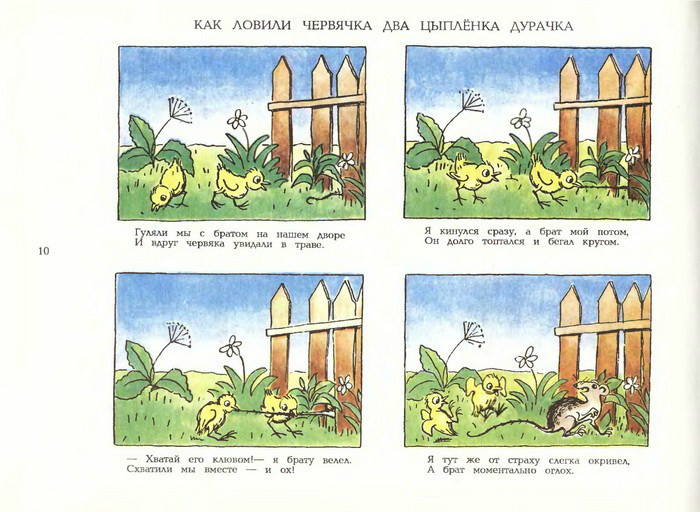 КАК ЛОВИЛИ ЧЕРВЯЧКА ДВА ЦЫПЛЁНКА ДУРАЧКА
Гуляли мы с братом на нашем дворе
И вдруг червяка увидали в траве.
Я кинулся сразу, а брат мой потом,
Он долго топтался и бегал кругом.
10
— Хватай его клювом!— я брату велел.
Схватили мы вместе — и ох!
Я тут же от страху слегка окривел,
А брат моментально оглох.